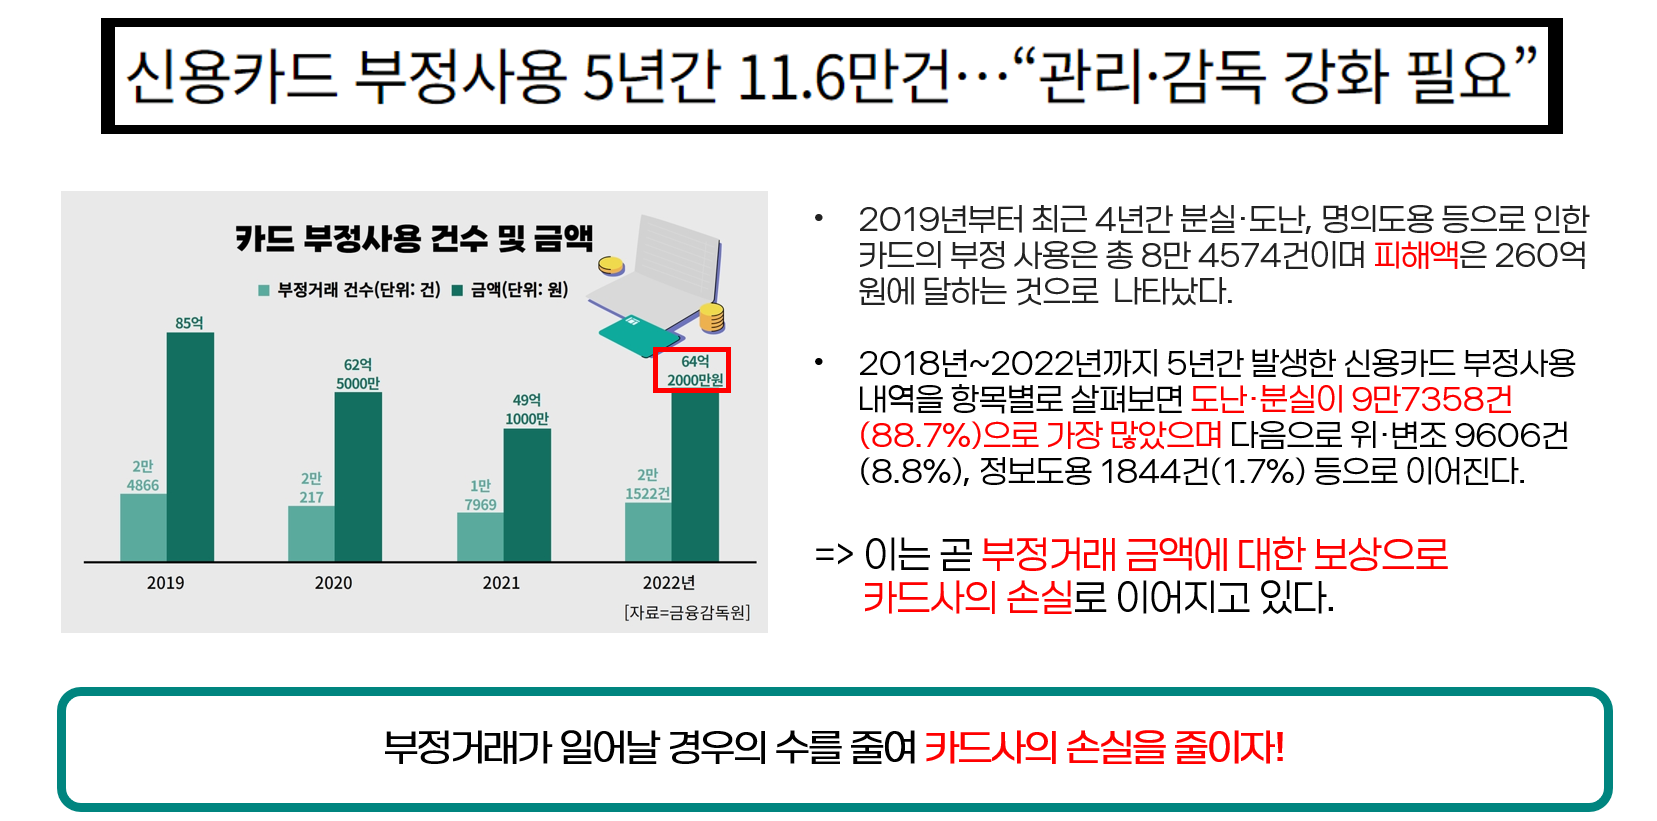 신용카드 부정사용 5년간 11.6만건…“관리·감독 강화 필요”
카드 부정사용 건수 및 금액
부정거래 건수(단위: 건) 금액(단위: 원)
2만
4866
85억
2만
217
62억
5000만
1만
7969
49억
1000만
2만
1522건
64억
2000만원
2019
2020
2021
2022년
[자료=금융감독원]
• 2019년부터 최근 4년간 분실·도난, 명의도용 등으로 인한
카드의 부정 사용은 총 8만 4574건이며 피해액은 260억
원에 달하는 것으로 나타났다.
• 2018년~2022년까지 5년간 발생한 신용카드 부정사용
내역을 항목별로 살펴보면 도난·분실이 9만7358건
(88.7%)으로 가장 많았으며 다음으로 위·변조 9606건
(8.8%), 정보도용 1844건(1.7%) 등으로 이어진다.
=> 이는 곧 부정거래 금액에 대한 보상으로
카드사의 손실로 이어지고 있다.
부정거래가 일어날 경우의 수를 줄여 카드사의 손실을 줄이자!